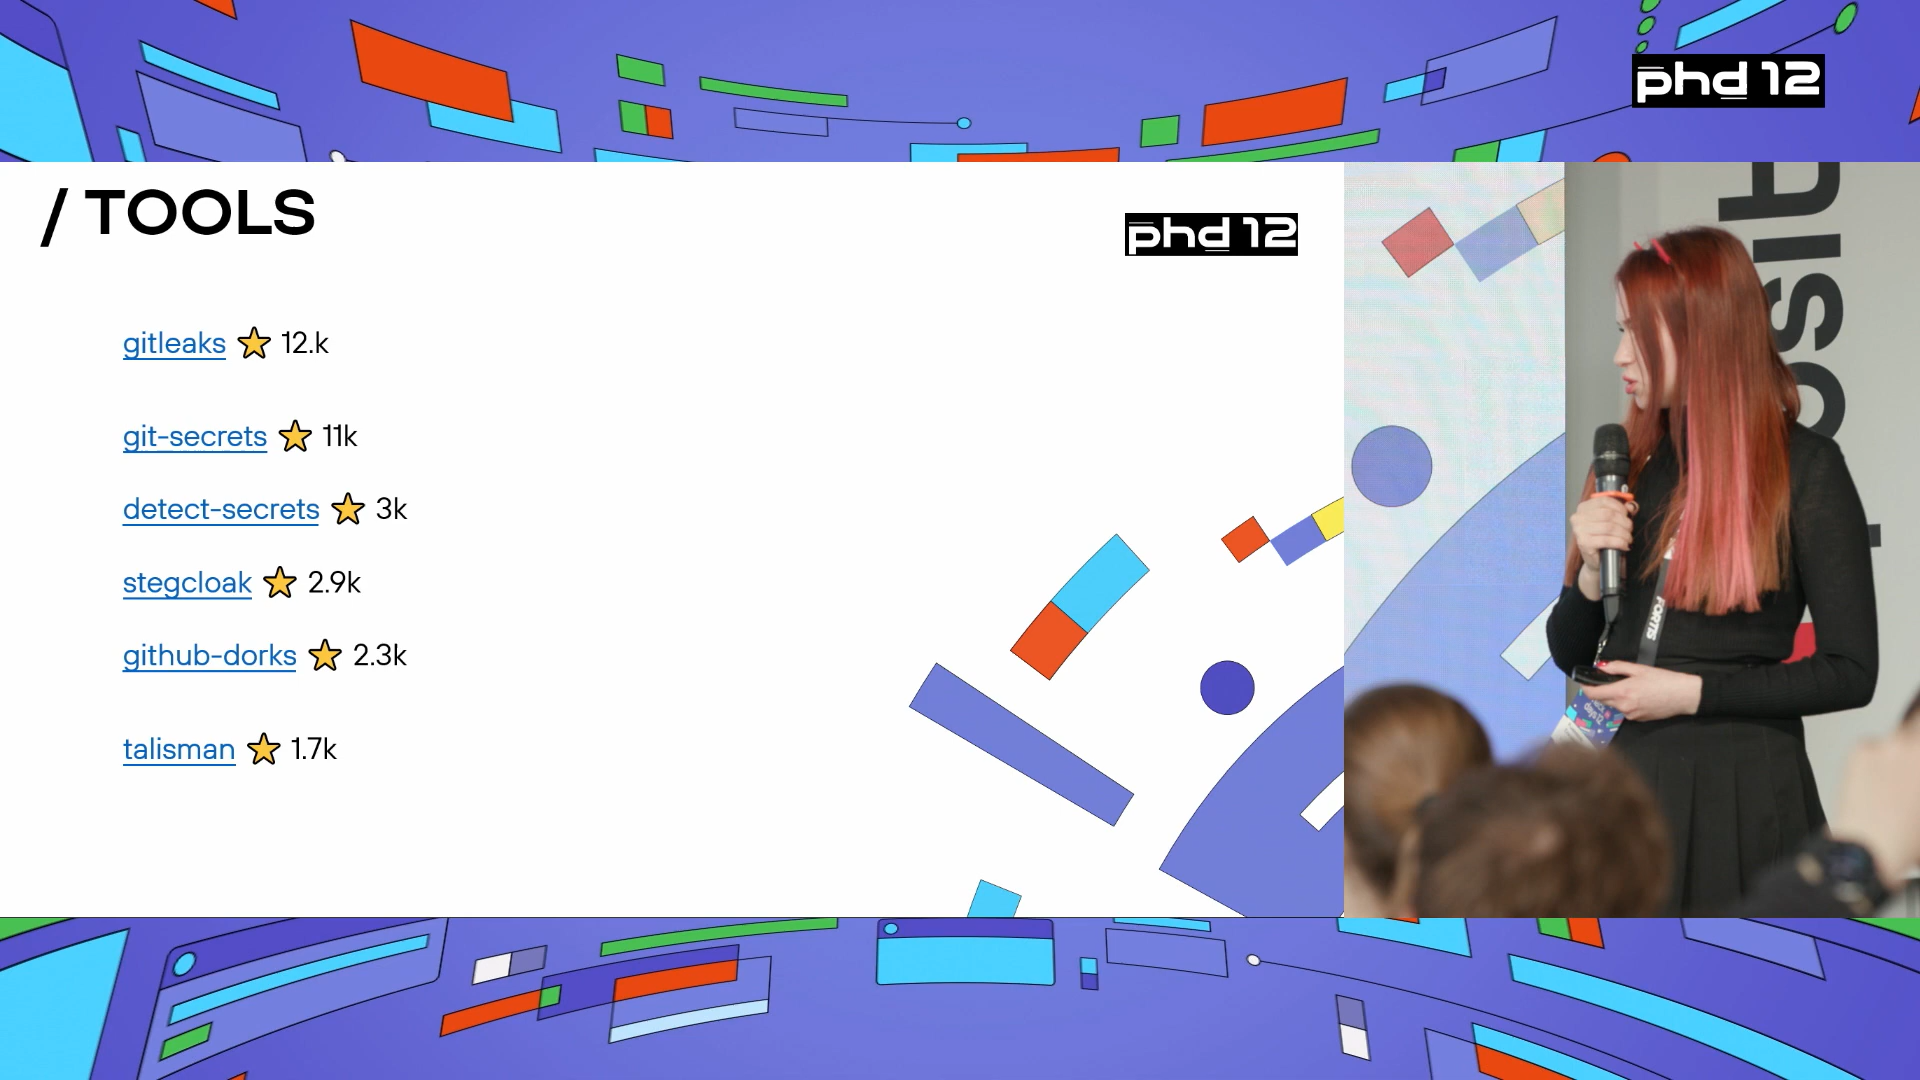 phd 12
/ TOOLS
phd 12
gitleaks ⭐ 12.k
git-secrets ⭐ 11k
detect-secrets ⭐ 3k
stegcloak ⭐ 2.9k
github-dorks ⭐ 2.3k
talisman ⭐ 1.7k
FORTIS